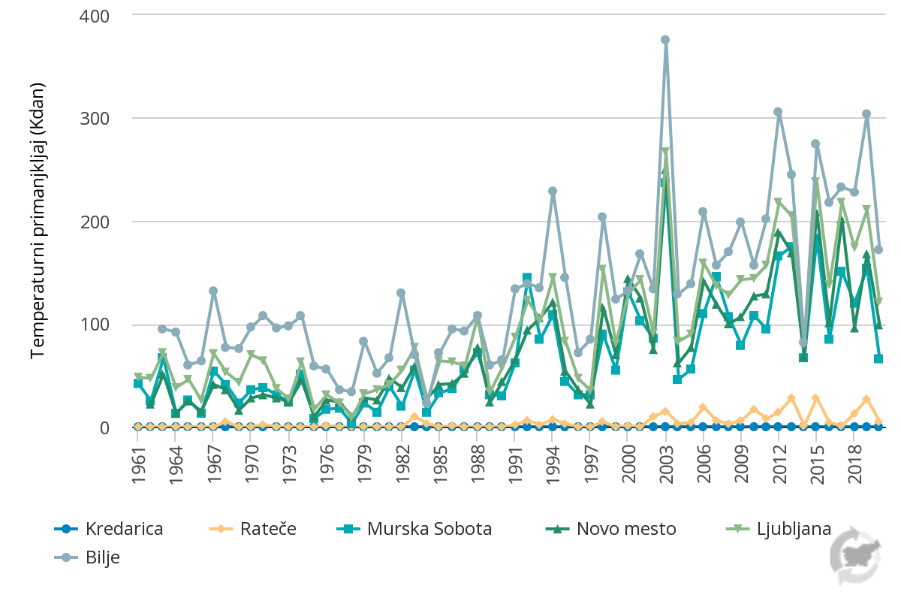 400
300
200
100
0
Temperaturni primanjkljaj (Kdan)
1961 1964 1967 1970 1973 1976 1979 1982 1985 1988 1991 1994 1997 2000 2003 2006 2009 2012 2015 2018
Kredarica Rateče Murska Sobota Novo mesto Ljubljana
Bilje